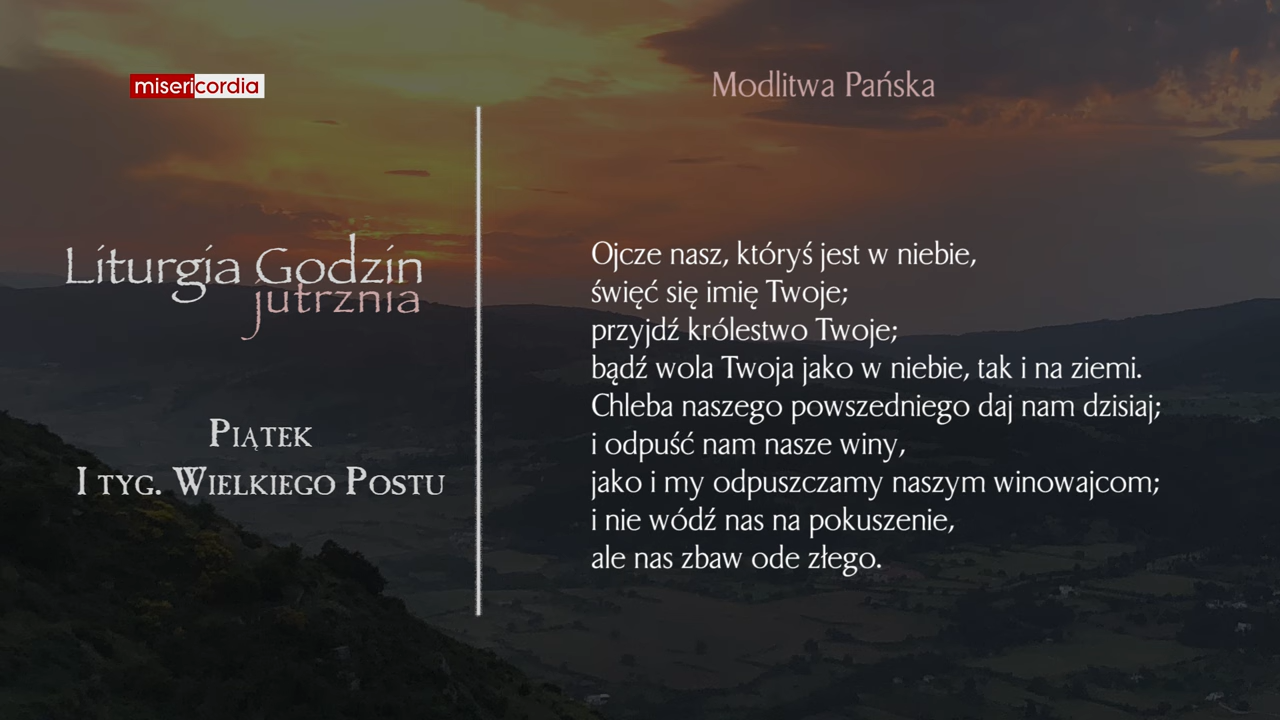 misericordia
Liturgia Godzin
jutrznia
Piątek
I tyg. Wielkiego Postu
Modlitwa Pańska
Ojcze nasz, któryś jest w niebie,
święć się imię Twoje;
przyjdź królestwo Twoje;
bądź wola Twoja jako w niebie, tak i na ziemi.
Chleba naszego powszedniego daj nam dzisiaj;
i odpuść nam nasze winy,
jako i my odpuszczamy naszym winowajcom;
i nie wódź nas na pokuszenie,
ale nas zbaw ode złego.